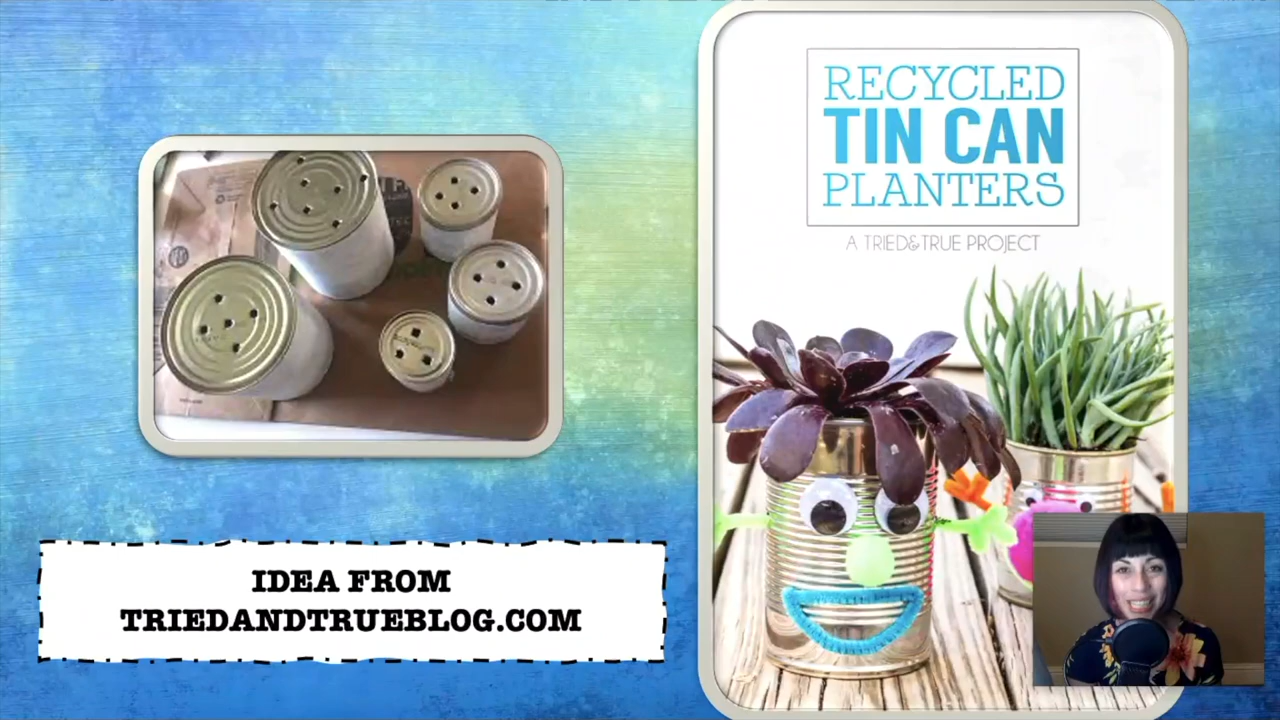 RECYCLED
TIN CAN
PLANTERS
A TRIED&TRUE PROJECT
IDEA FROM
TRIEDANDTRUEBLOG.COM